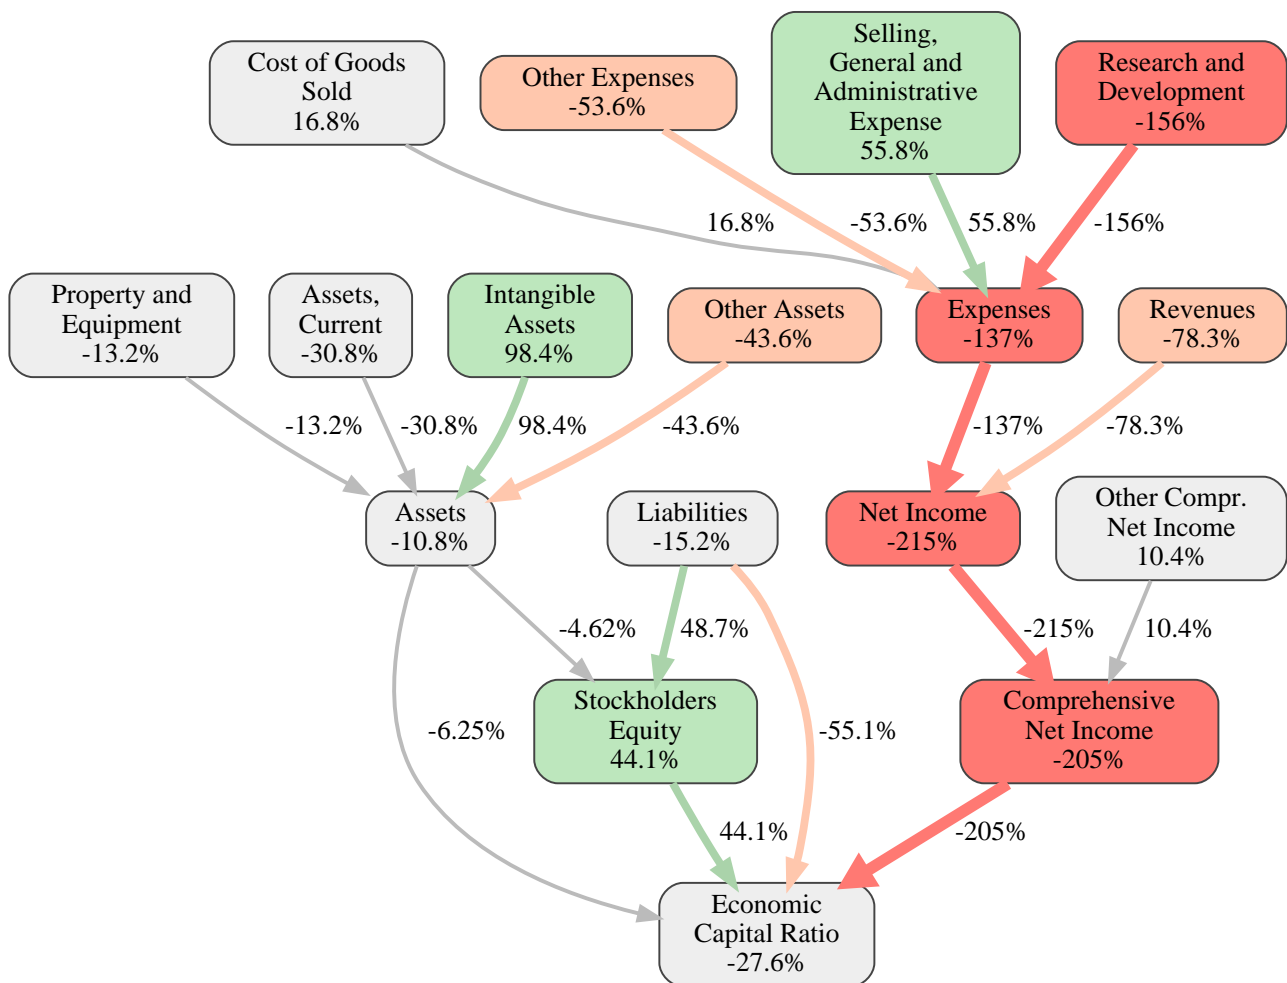 Cost of Goods
Sold
16.8%
Other Expenses
-53.6%
Selling,
General and
Administrative
Expense
55.8%
Research and
Development
-156%
16.8%
-53.6%
55.8%
-156%
Property and
Equipment
-13.2%
Assets,
Current
-30.8%
Intangible
Assets
98.4%
Other Assets
-43.6%
Expenses
-137%
Revenues
-78.3%
-13.2%
-30.8%
98.4%
-43.6%
-137%
-78.3%
Assets
-10.8%
Liabilities
-15.2%
Net Income
-215%
Other Compr.
Net Income
10.4%
-4.62%
48.7%
-215%
10.4%
-6.25%
Stockholders
Equity
44.1%
-55.1%
Comprehensive
Net Income
-205%
44.1%
-205%
Economic
Capital Ratio
-27.6%